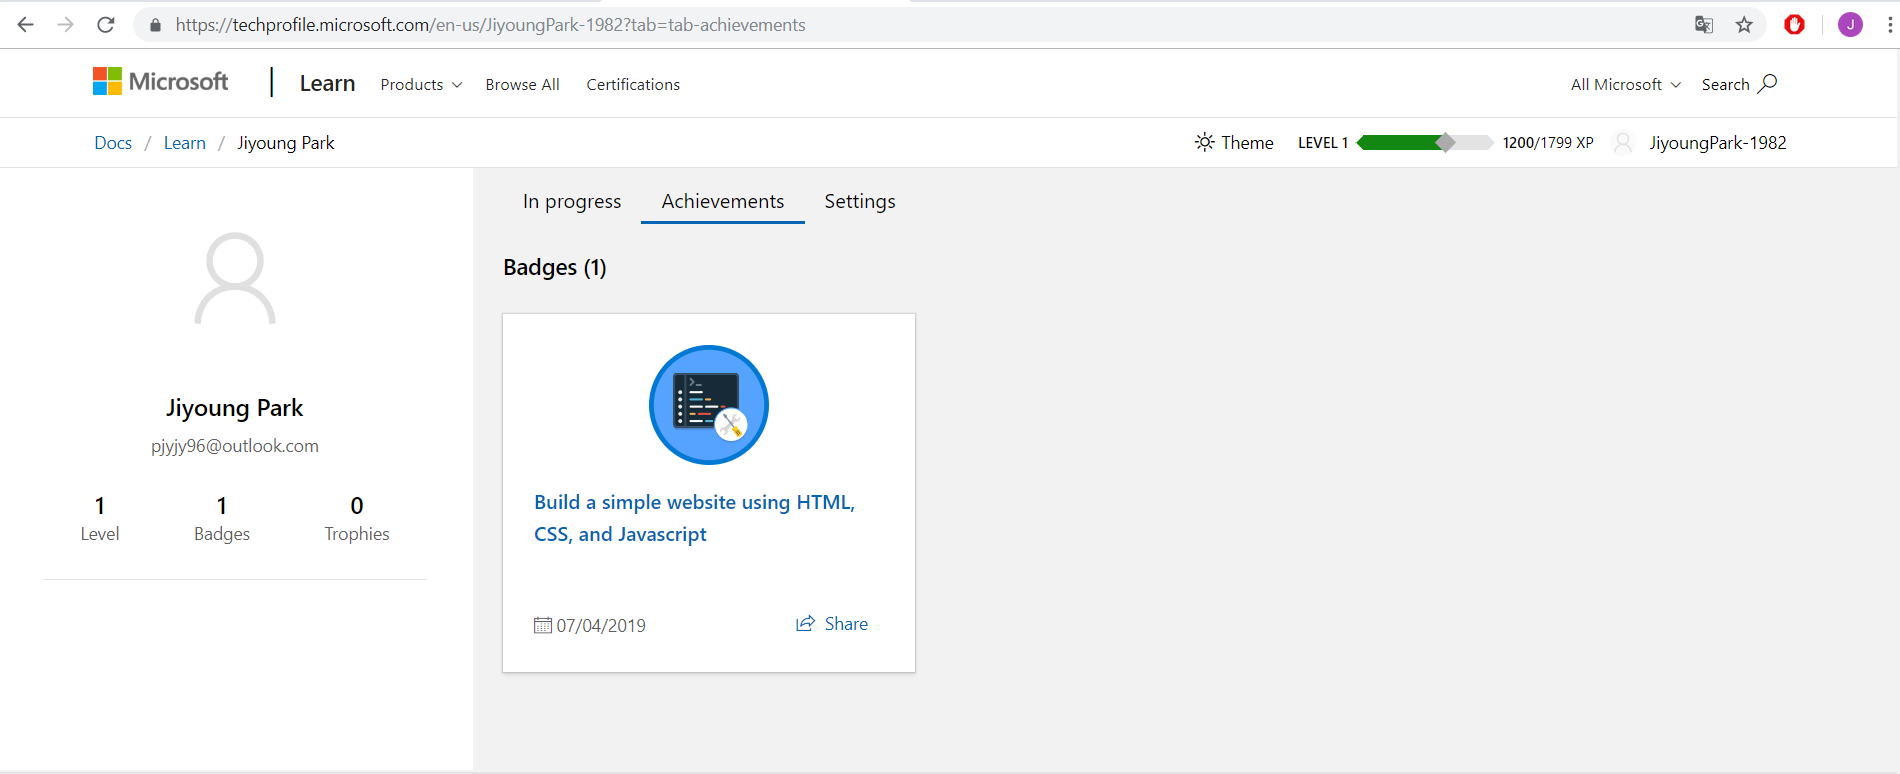 https://techprofile.microsoft.com/en-us/JiyoungPark-1982?tab=tab-achievements
J
Microsoft Learn Products Browse All Certifications All Microsoft Search
Docs / Learn / Jiyoung Park Theme LEVEL 1 1200/1799 XP JiyoungPark-1982
In progress Achievements Settings
Badges (1)
Jiyoung Park
pjyjy96@outlook.com
1 1 0
Level Badges Trophies
Build a simple website using HTML,
CSS, and Javascript
07/04/2019 Share